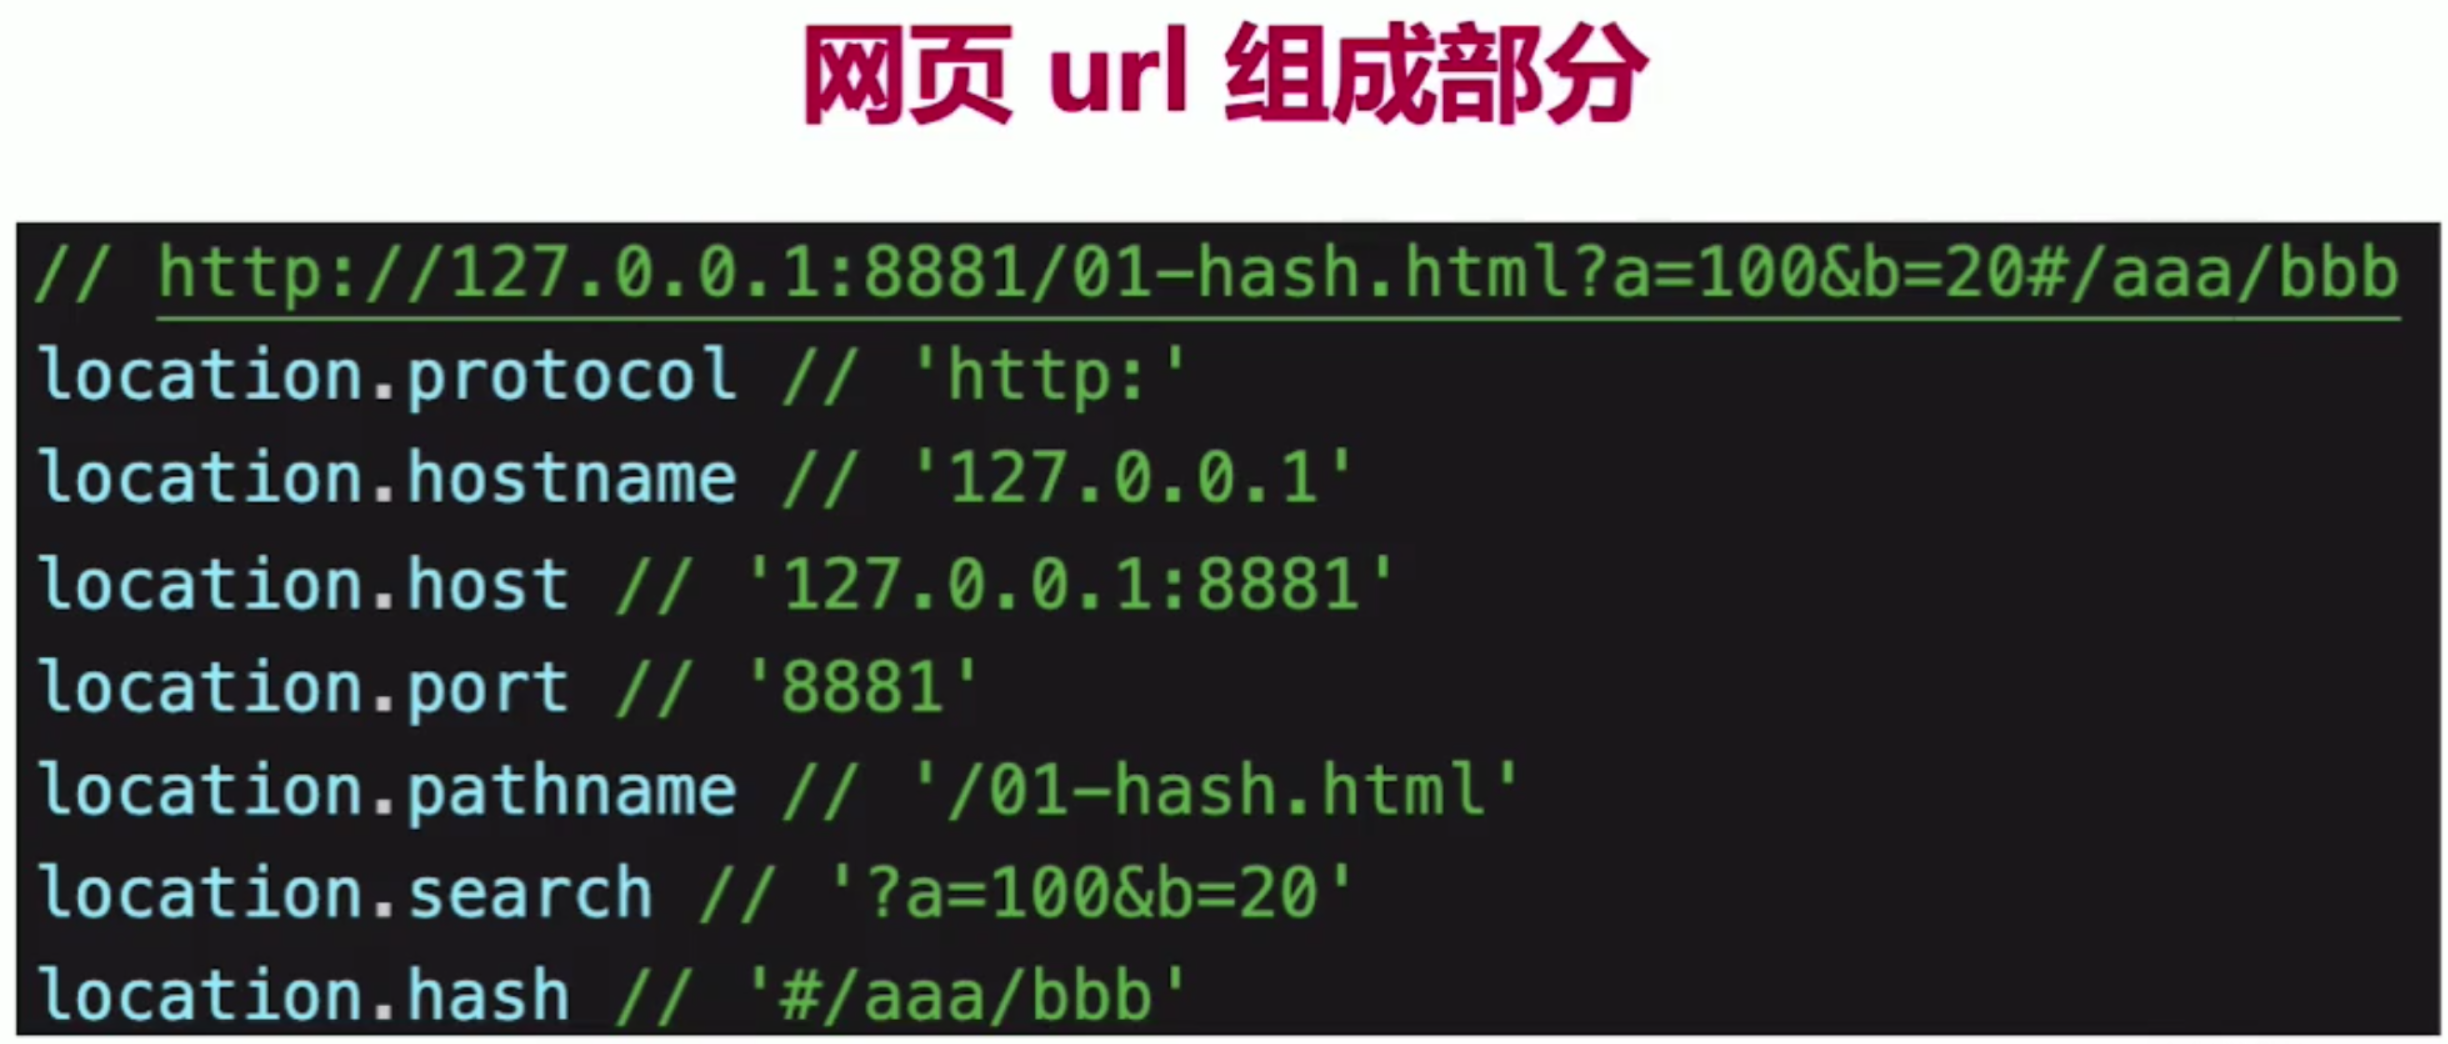 网页 url 组成部分
// http://127.0.0.1:8881/01-hash.html?a=100&b=20#/aaa/bbb
location.protocol // 'http:'
location.hostname // '127.0.0.1'
location.host // '127.0.0.1:8881'
location.port // '8881'
location.pathname // '/01-hash.html'
location.search // '?a=100&b=20'
location.hash // '#/aaa/bbb'